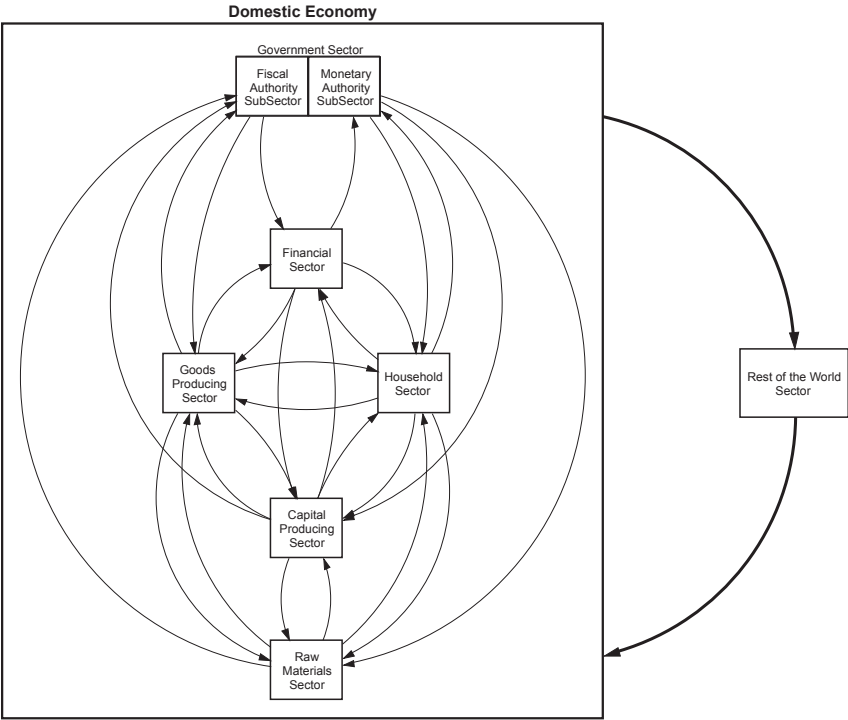 Domestic Economy
Government Sector
Fiscal
Authority
SubSector
Monetary
Authority
SubSector
Financial
Sector
Goods
Producing
Sector
Household
Sector
Rest of the World
Sector
Capital
Producing
Sector
Raw
Materials
Sector